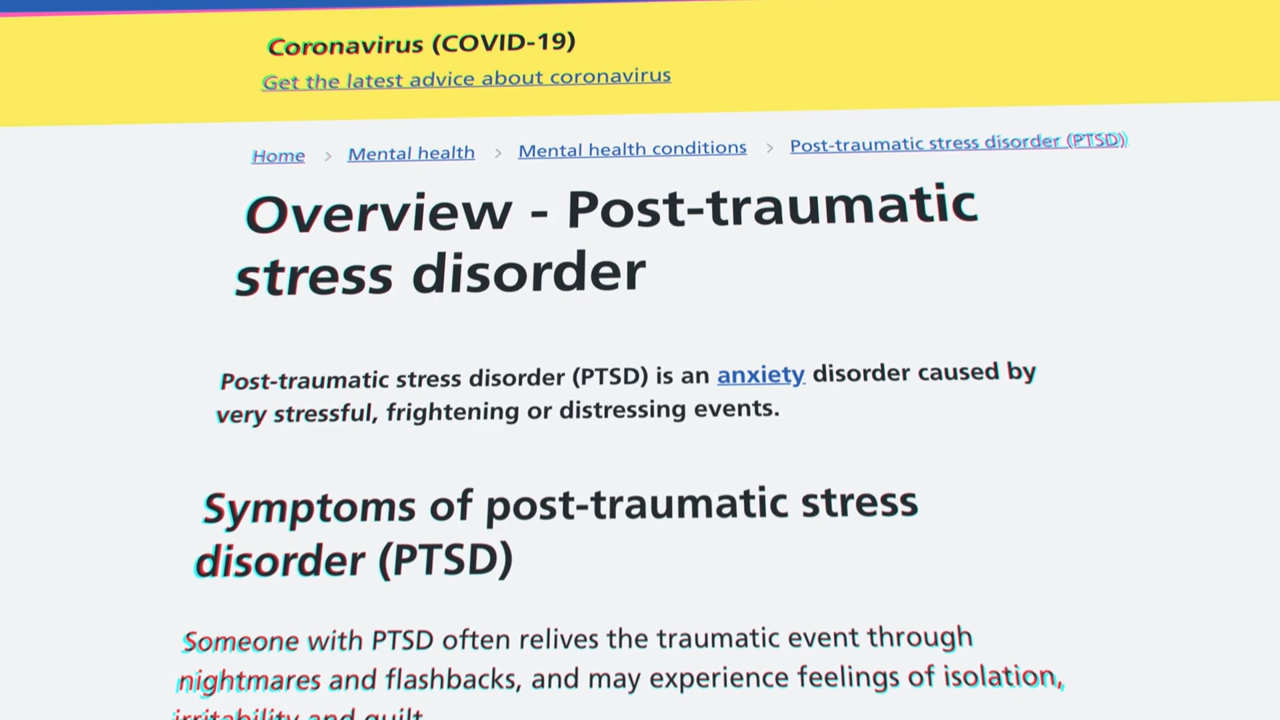 Coronavirus (COVID-19)
Get the latest advice about coronavirus
Home > Mental health > Mental health conditions > Post-traumatic stress disorder (PTSD)
Overview - Post-traumatic
stress disorder
Post-traumatic stress disorder (PTSD) is an anxiety disorder caused by
very stressful, frightening or distressing events.
Symptoms of post-traumatic stress
disorder (PTSD)
Someone with PTSD often relives the traumatic event through
nightmares and flashbacks, and may experience feelings of isolation,
irritability and guilt.